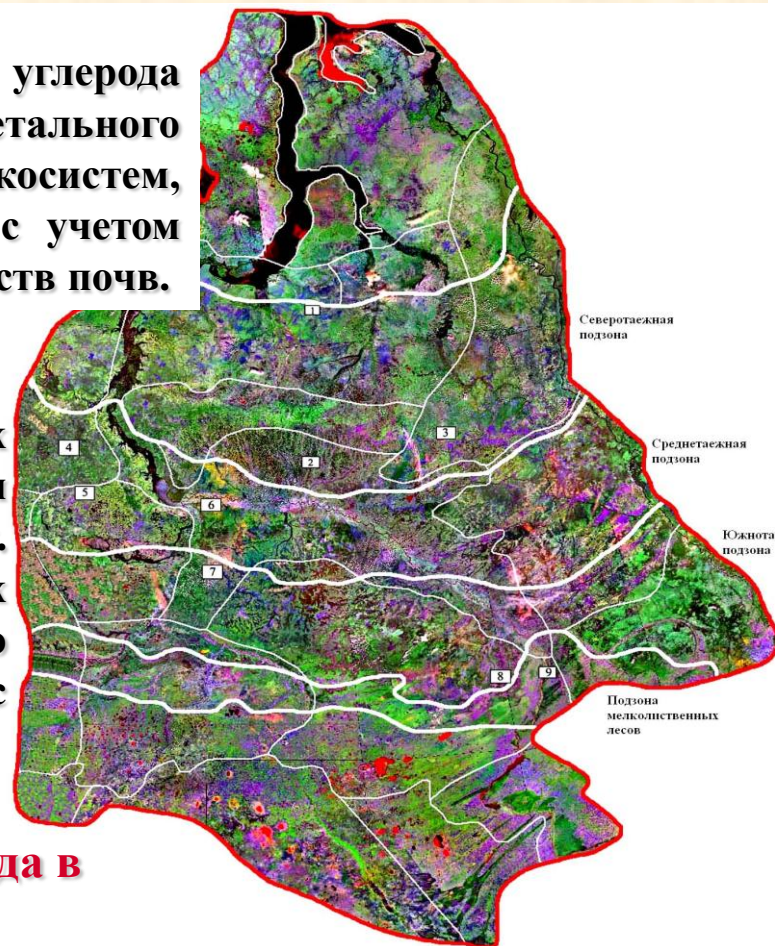 углерода
етального
косистем,
с учетом
ств почв.
1
Северотаежная
подзона
к
4
3
2
Среднетаежная
подзона
и
5
6
.
Южнота
подзона
к
7
о
8
9
с
Подзона
мелколиственных
лесов
да в